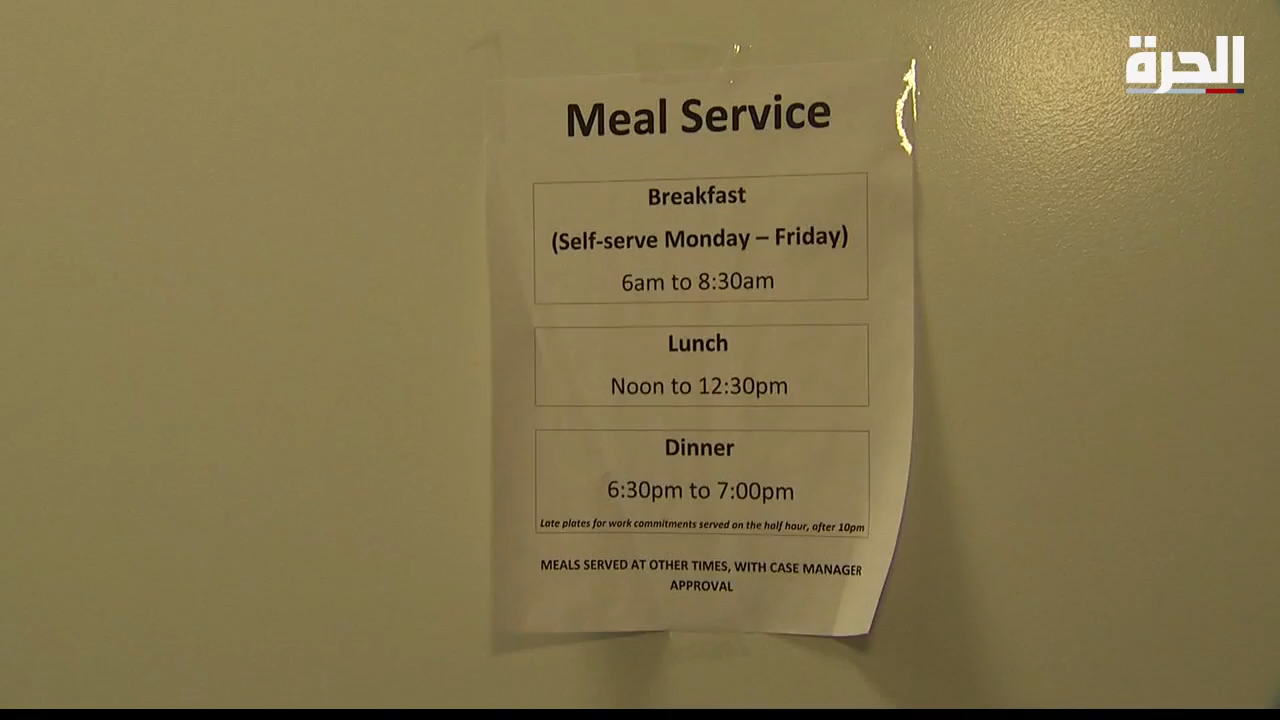 الحرة
Meal Service
Breakfast
(Self-serve Monday – Friday)
6am to 8:30am
Lunch
Noon to 12:30pm
Dinner
6:30pm to 7:00pm
Late plates for work commitments served on the half hour, after 10pm
MEALS SERVED AT OTHER TIMES, WITH CASE MANAGER
APPROVAL